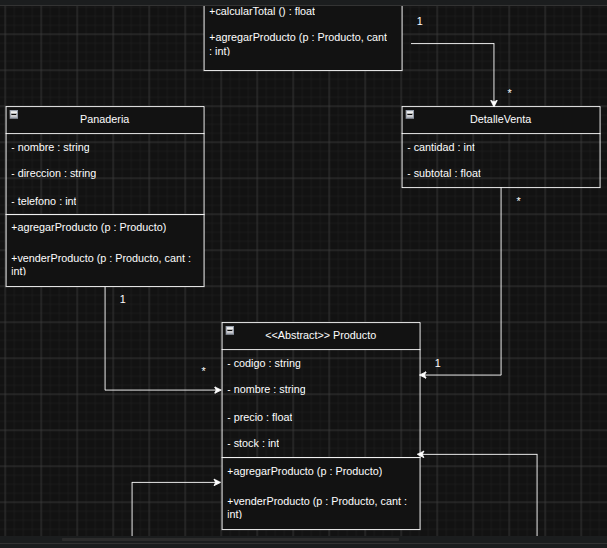 +calcularTotal () : float
+agregarProducto (p : Producto, cant
: int)
1
*
Panaderia
- nombre : string
- direccion : string
- telefono : int
+agregarProducto (p : Producto)
+venderProducto (p : Producto, cant :
int)
DetalleVenta
- cantidad : int
- subtotal : float
*
1
*
1
<<Abstract>> Producto
- codigo : string
- nombre : string
- precio : float
- stock : int
+agregarProducto (p : Producto)
+venderProducto (p : Producto, cant :
int)